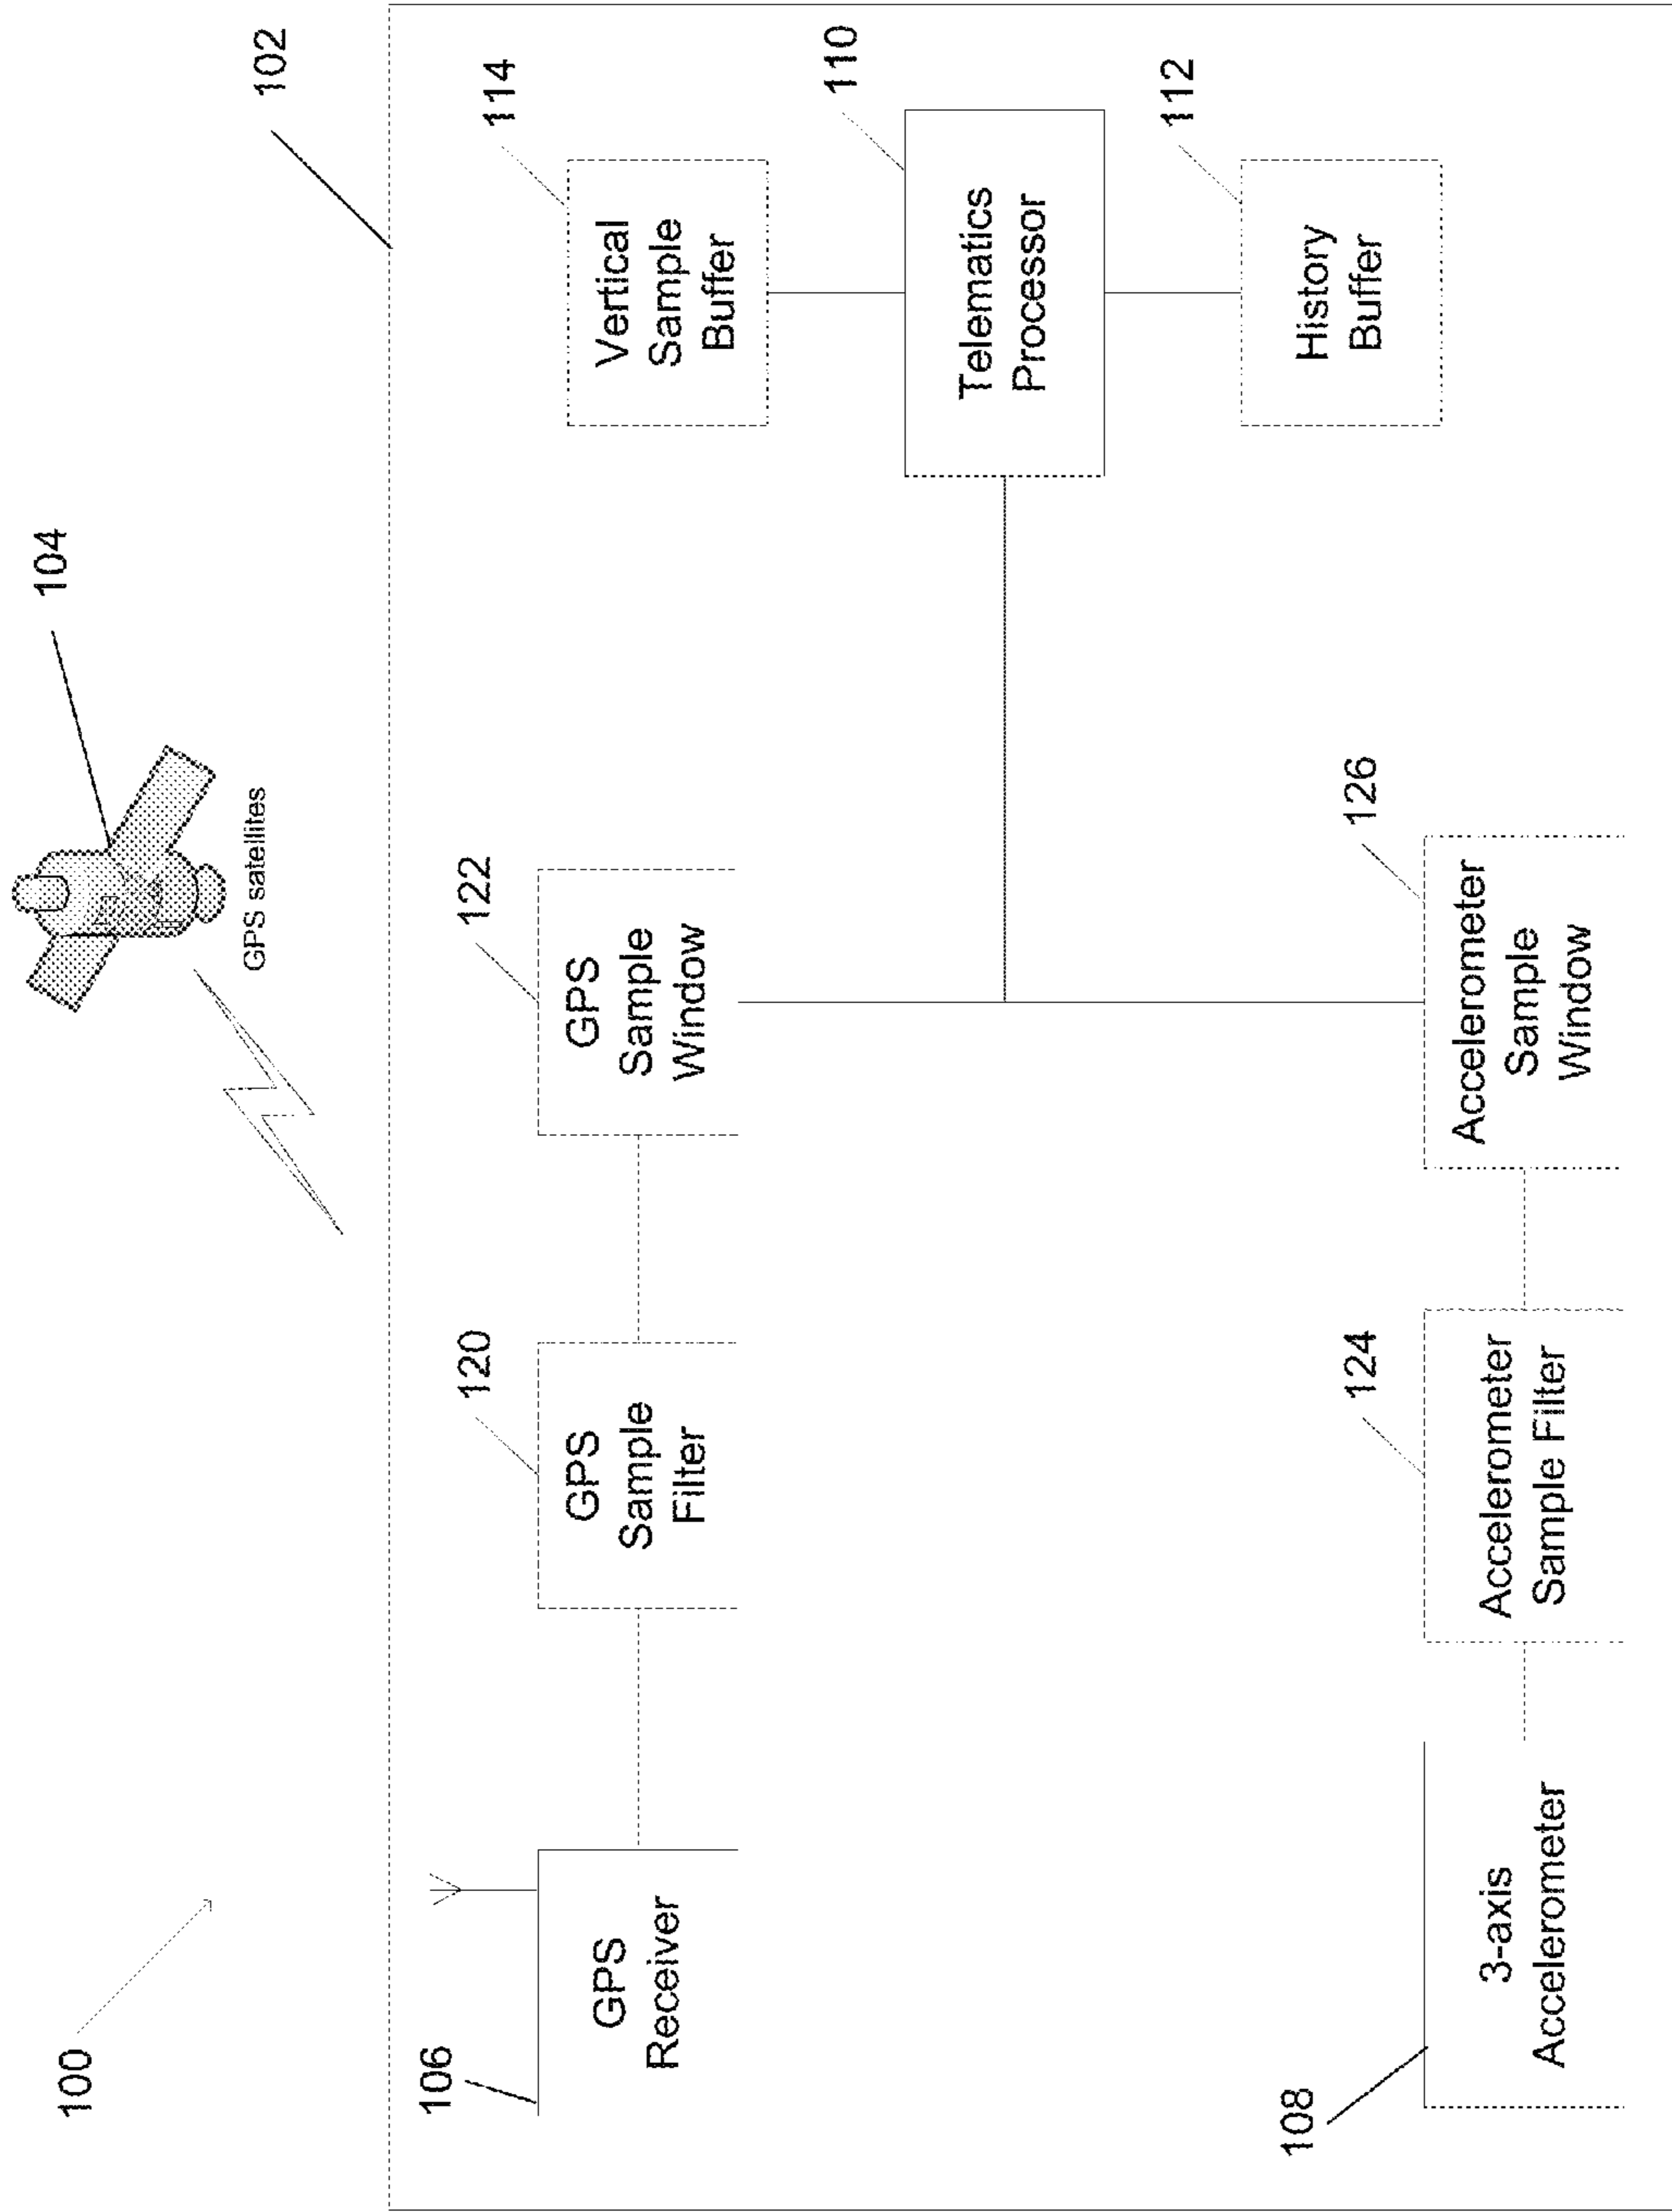 100
104
GPS satellites
102
106
GPS
Receiver
120
GPS
Sample
Filter
122
GPS
Sample
Window
114
Vertical
Sample
Buffer
110
Telematics
Processor
112
History
Buffer
108
3-axis
Accelerometer
124
Accelerometer
Sample Filter
126
Accelerometer
Sample
Window